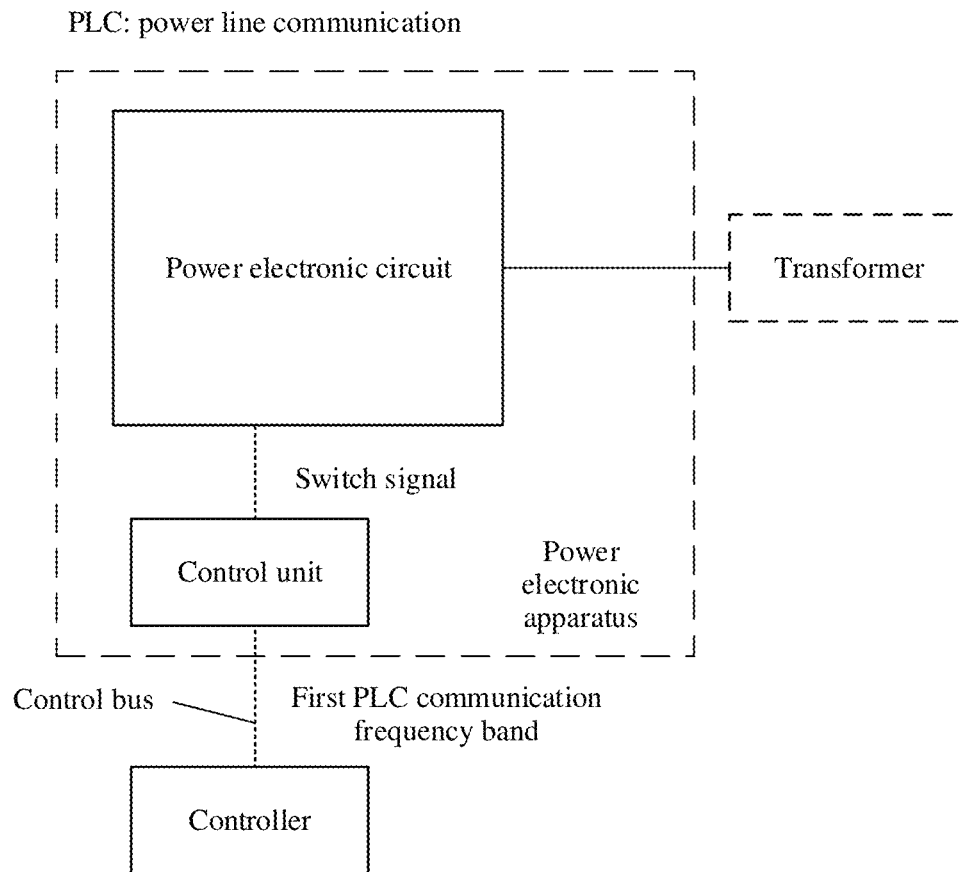 PLC: power line communication
Power electronic circuit
Transformer
Switch signal
Control unit
Power
electronic
apparatus
Control bus
First PLC communication
frequency band
Controller